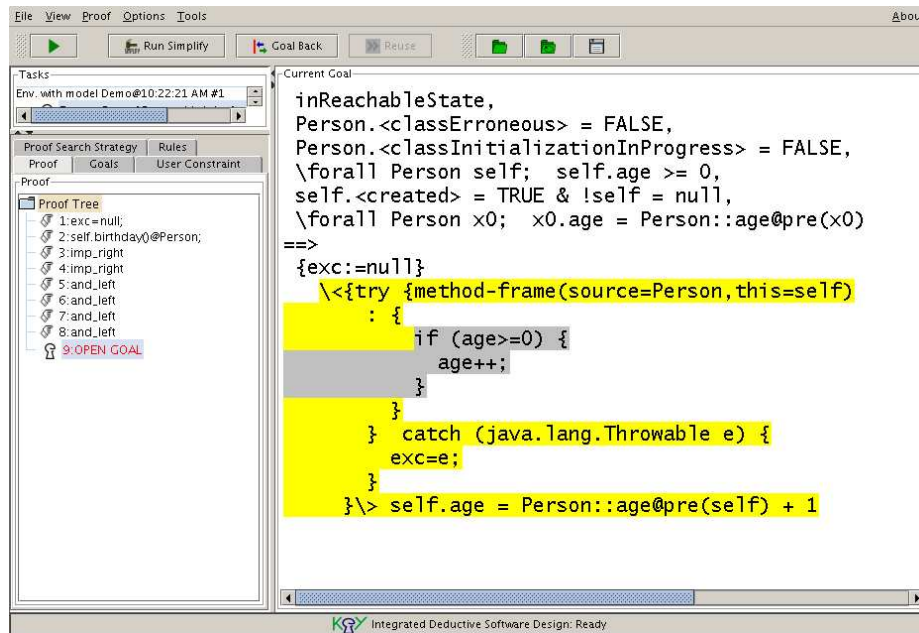 File View Proof Options Tools Abou
Run Simplify Goal Back Reuse
Tasks
Env. with model Demo@10:22:21 AM #1
Proof Search Strategy Rules
Proof Goals User Constraint
Proof
Proof Tree
1:exc=null;
2:self.birthday()@Person;
3:imp_right
4:imp_right
5:and_left
6:and_left
7:and_left
8:and_left
9:OPEN GOAL
Current Goal
inReachableState,
Person.<classErroneous> = FALSE,
Person.<classInitializationInProgress> = FALSE,
\forall Person self; self.age >= 0,
self.<created> = TRUE & !self = null,
\forall Person x0; x0.age = Person::age@pre(x0)
==>
{exc:=null}
\<{try {method-frame(source=Person,this=self)
: {
if (age>=0) {
age++;
}
}
} catch (java.lang.Throwable e) {
exc=e;
}
}\> self.age = Person::age@pre(self) + 1
KeY Integrated Deductive Software Design: Ready